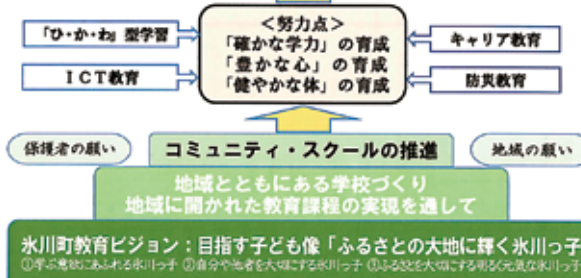 「ひ・か・わ」型学習
ICT教育
<努力点>
「確かな学力」の育成
「豊かな心」の育成
「健やかな体」の育成
キャリア教育
防災教育
保護者の願い
コミュニティ・スクールの推進
地域の願い
地域とともにある学校づくり
地域に開かれた教育課程の実現を通して
氷川町教育ビジョン：目指す子ども像「ふるさとの大地に輝く氷川っ子
①学ぶ意欲にあふれる氷川っ子 ②自分や他者を大切にする氷川っ子 ③ふるさとを大切にする明るく元気な氷川っ子